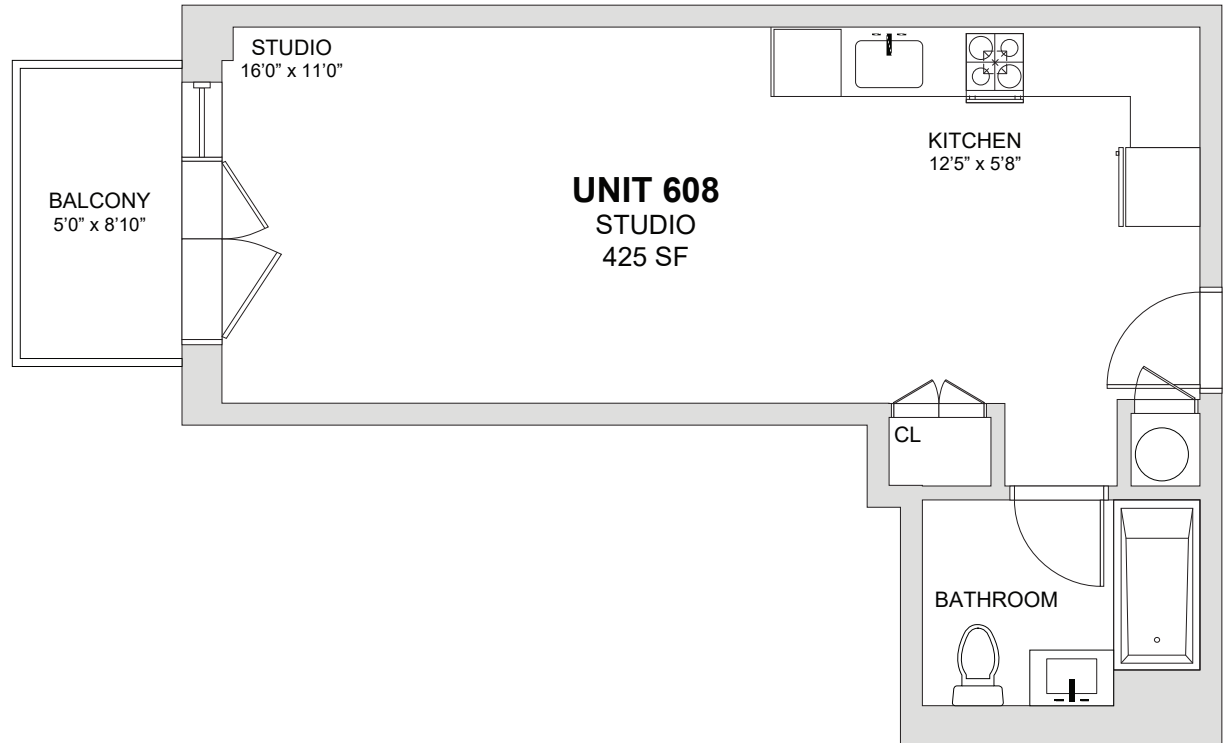 STUDIO
16’0” x 11’0”
KITCHEN
12’5” x 5’8”
BALCONY
5’0” x 8’10”
UNIT 608
STUDIO
425 SF
CL
BATHROOM